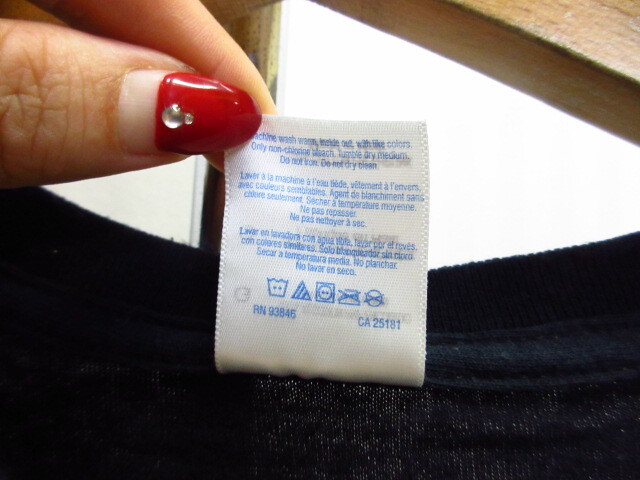 Machine wash warm, inside out, with like colors.
Only non-chlorine bleach. Tumble dry medium.
Do not iron. Do not dry clean.
Laver à la machine à l'eau tiède, vêtement à l'envers,
avec couleurs semblables. Agent de blanchiment sans
chlore seulement. Sécher à température moyenne.
Ne pas repasser.
Ne pas nettoyer à sec.
Lavar en lavadora con agua tibia, lavar por el revés,
con colores similares. Solo blanqueador sin cloro.
Secar a temperatura media. No planchar.
No lavar en seco.
RN 93846 CA 25181